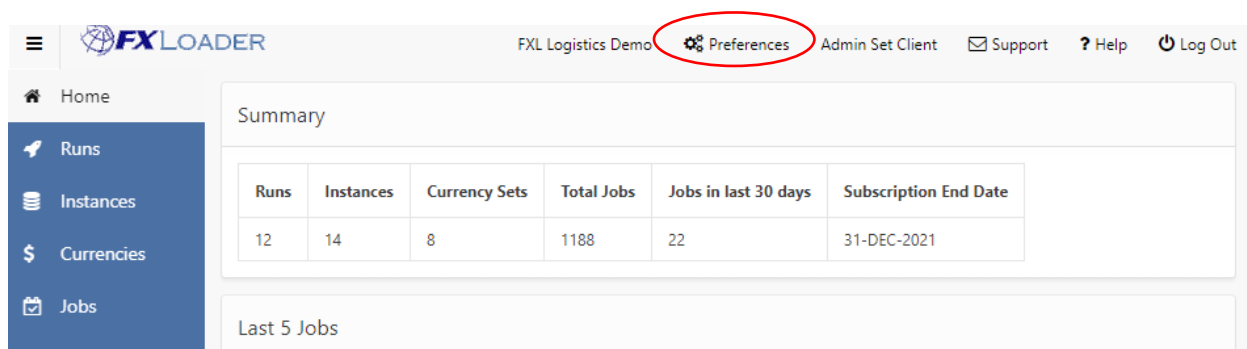 FXLOADER
FXL Logistics Demo Preferences Admin Set Client Support ? Help Log Out
Home
Runs
Instances
$ Currencies
Jobs
Summary
Runs Instances Currency Sets Total Jobs Jobs in last 30 days Subscription End Date
12 14 8 1188 22 31-DEC-2021
Last 5 Jobs